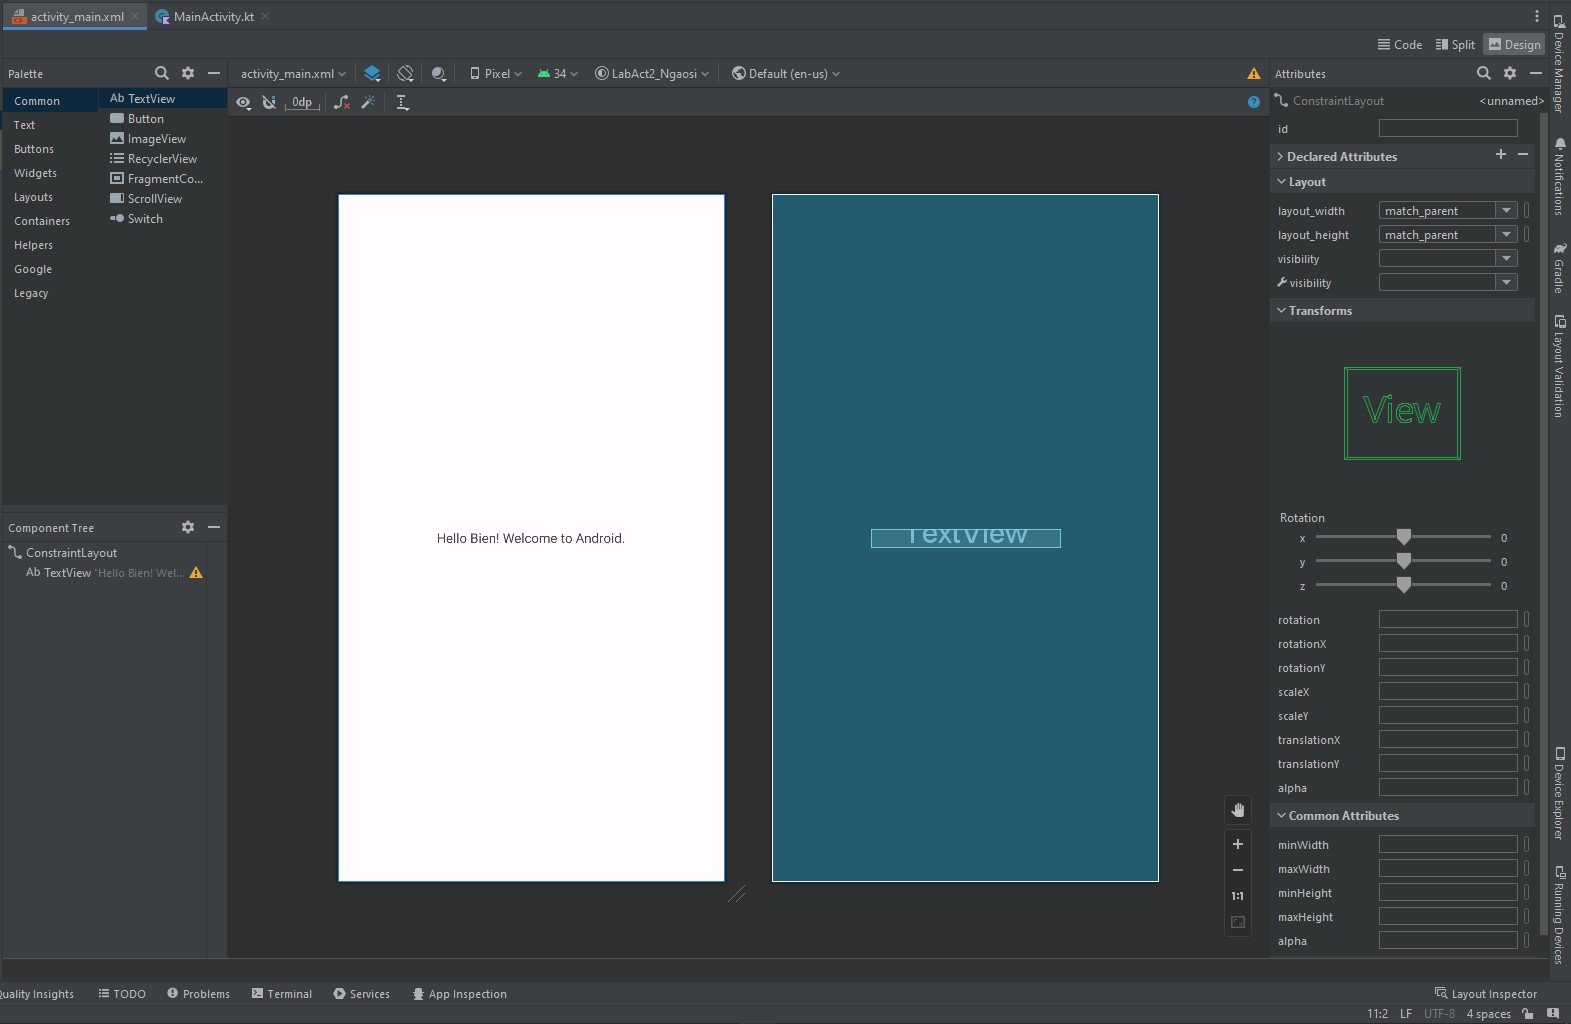 activity_main.xml
MainActivity.kt
Code
Split
Design
Palette
activity_main.xml
Pixel
34
LabAct2_Ngaosi
Default (en-us)
Attributes
Common
Text
Buttons
Widgets
Layouts
Containers
Helpers
Google
Legacy
Ab TextView
Button
ImageView
RecyclerView
FragmentCo...
ScrollView
Switch
0dp
?
ConstraintLayout
<unnamed>
id
Declared Attributes
Layout
layout_width match_parent
layout_height match_parent
visibility
visibility
Transforms
View
Rotation
x 0
y 0
z 0
rotation
rotationX
rotationY
scaleX
scaleY
translationX
translationY
alpha
Common Attributes
minWidth
maxWidth
minHeight
maxHeight
alpha
Hello Bien! Welcome to Android.
TextView
1:1
Component Tree
ConstraintLayout
Ab TextView "Hello Bien! Wel...
Device Manager
Notifications
Gradle
Layout Validation
Device Explorer
Running Devices
Quality Insights
TODO
Problems
Terminal
Services
App Inspection
Layout Inspector
11:2
LF
UTF-8
4 spaces